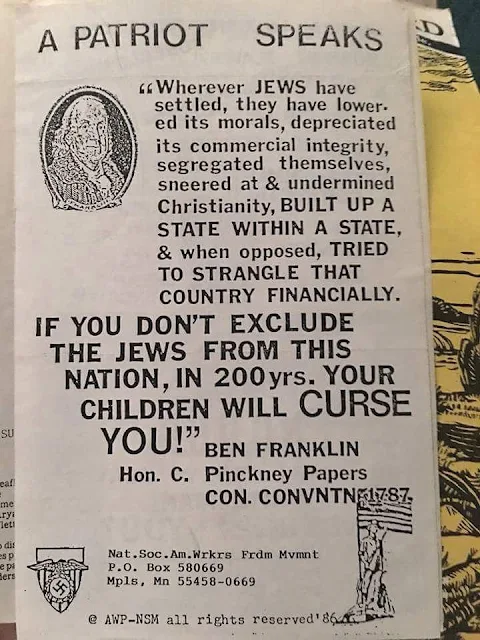 A PATRIOT SPEAKS
“Wherever JEWS have
settled, they have lower-
ed its morals, depreciated
its commercial integrity,
segregated themselves,
sneered at & undermined
Christianity, BUILT UP A
STATE WITHIN A STATE,
& when opposed, TRIED
TO STRANGLE THAT
COUNTRY FINANCIALLY.
IF YOU DON'T EXCLUDE
THE JEWS FROM THIS
NATION, IN 200yrs. YOUR
CHILDREN WILL CURSE
YOU!” BEN FRANKLIN
Hon. C. Pinckney Papers
CON. CONVNTN 1787.
Nat.Soc.Am.Wrkrs Frdm Mvmnt
P.O. Box 580669
Mpls, Mn 55458-0669
@ AWP-NSM all rights reserved'86